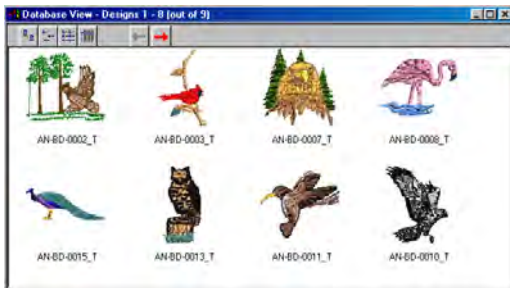 Database View - Designs 1 - 8 (out of 9)
AN-BD-0002_T
AN-BD-0003_T
AN-BD-0007_T
AN-BD-0008_T
AN-BD-0015_T
AN-BD-0013_T
AN-BD-0011_T
AN-BD-0010_T